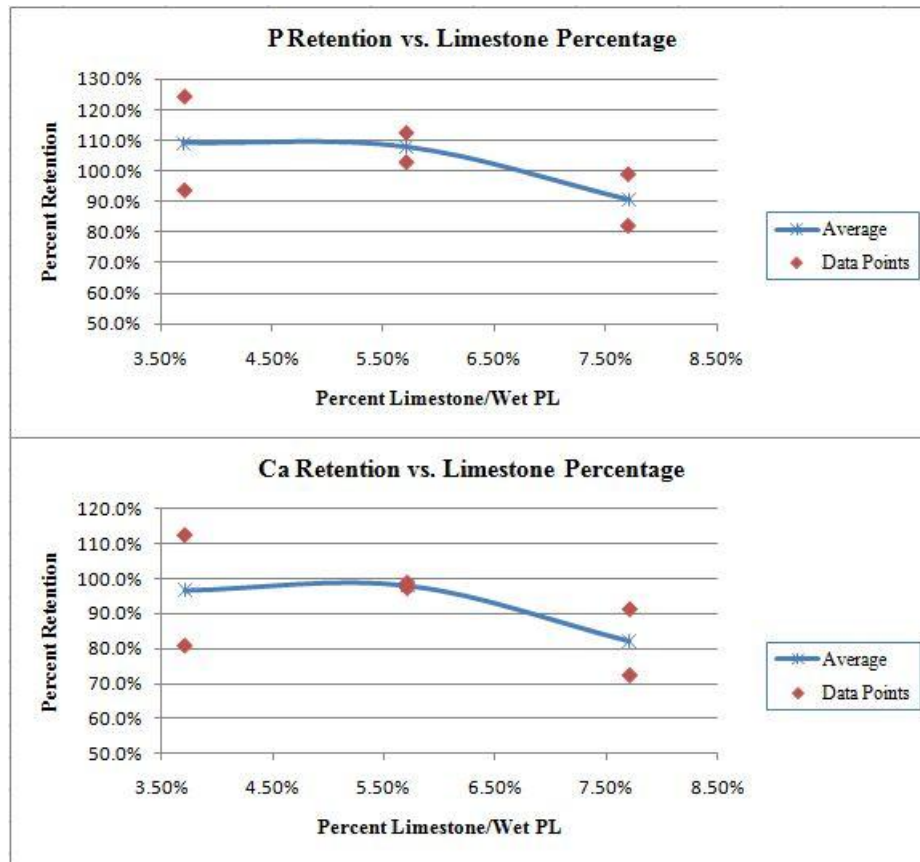 P Retention vs. Limestone Percentage
Percent Retention
130.0%
120.0%
110.0%
100.0%
90.0%
80.0%
70.0%
60.0%
50.0%
3.50% 4.50% 5.50% 6.50% 7.50% 8.50%
Percent Limestone/Wet PL
Average
Data Points
Ca Retention vs. Limestone Percentage
Percent Retention
120.0%
110.0%
100.0%
90.0%
80.0%
70.0%
60.0%
50.0%
3.50% 4.50% 5.50% 6.50% 7.50% 8.50%
Percent Limestone/Wet PL
Average
Data Points